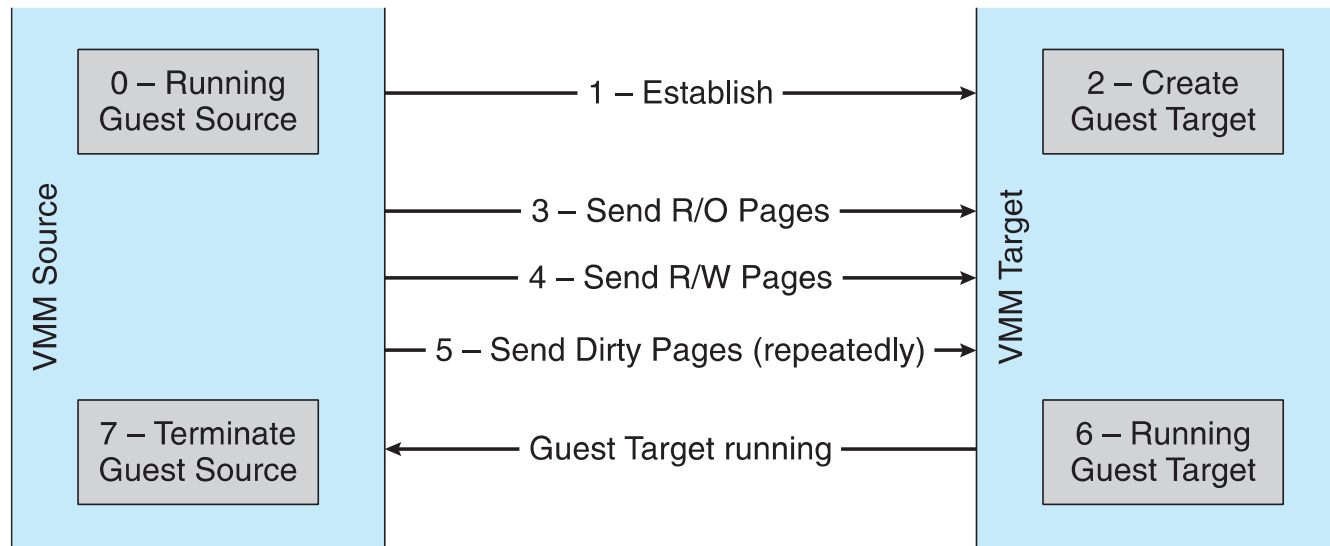 0 – Running
Guest Source
1 – Establish
2 – Create
Guest Target
VMM Source
3 – Send R/O Pages
4 – Send R/W Pages
5 – Send Dirty Pages (repeatedly)
VMM Target
7 – Terminate
Guest Source
Guest Target running
6 – Running
Guest Target